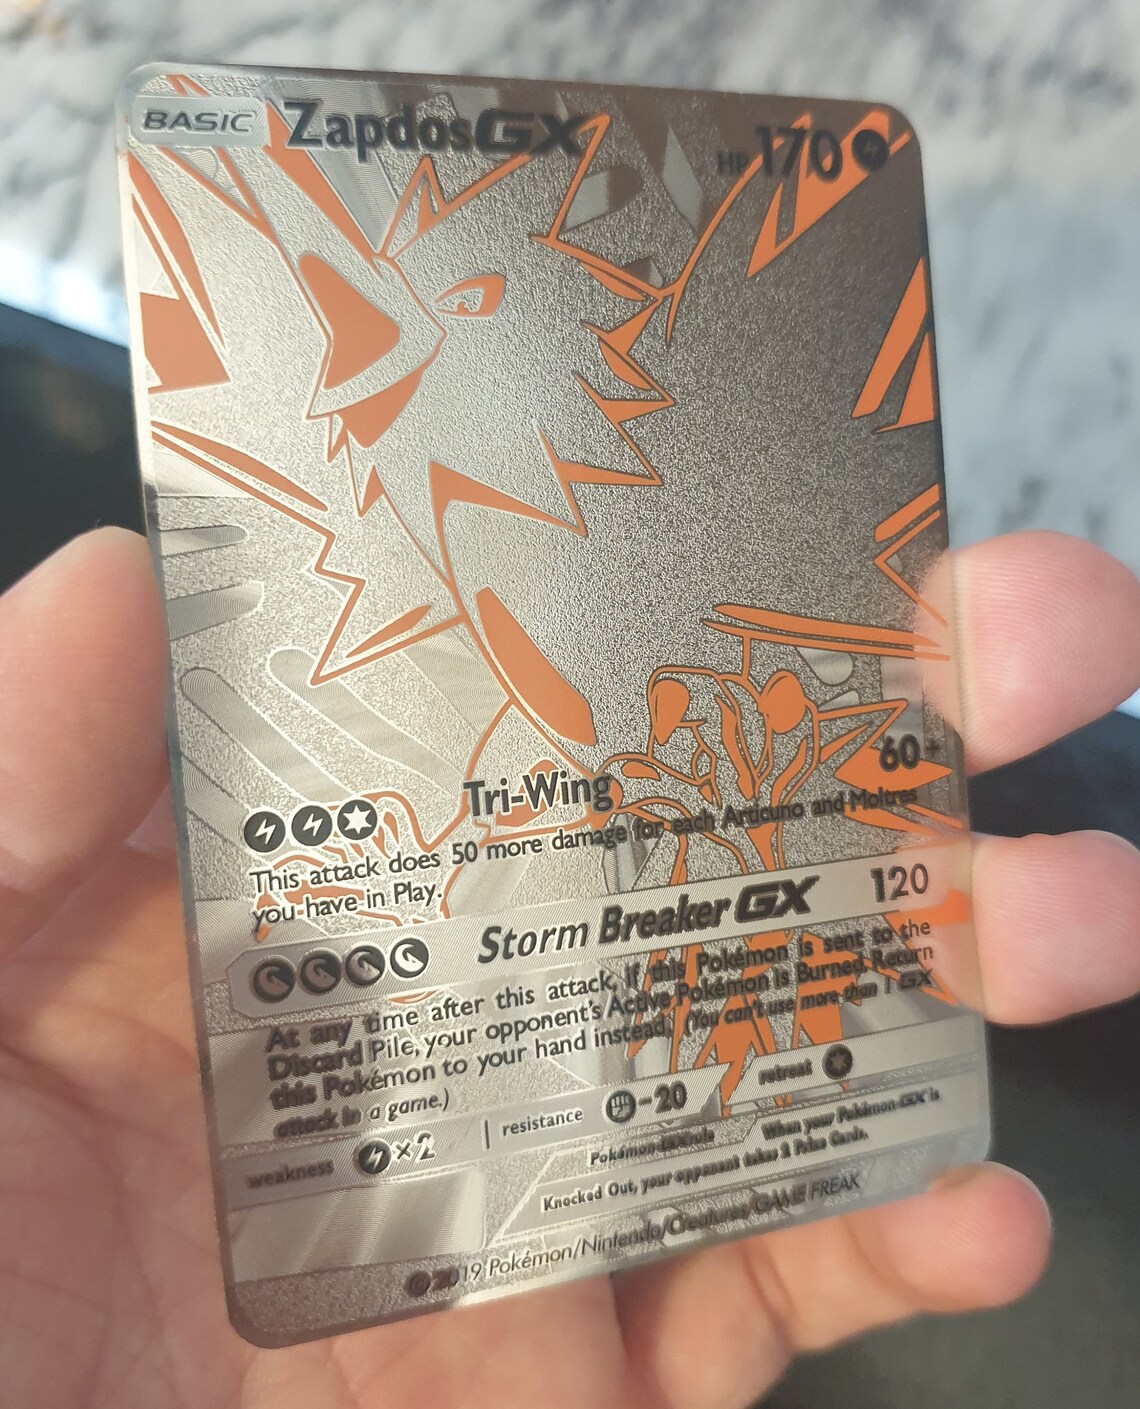 BASIC ZapdosGX HP 170
Tri-Wing 60+
This attack does 50 more damage for each Articuno and Moltres
you-have-in Play.
Storm Breaker GX 120
At any time after this attack, if this Pokémon is sent to the
Discard Pile, your opponent's Active Pokémon is Burned. Return
this Pokémon to your hand instead. (You can't use more than 1 GX
attack in a game.)
weakness ×2 | resistance -20 retreat
Pokémon-GX rule When your Pokémon-GX is
Knocked Out, your opponent takes 2 Prize Cards.
©2019 Pokémon/Nintendo/Creatures/GAME FREAK